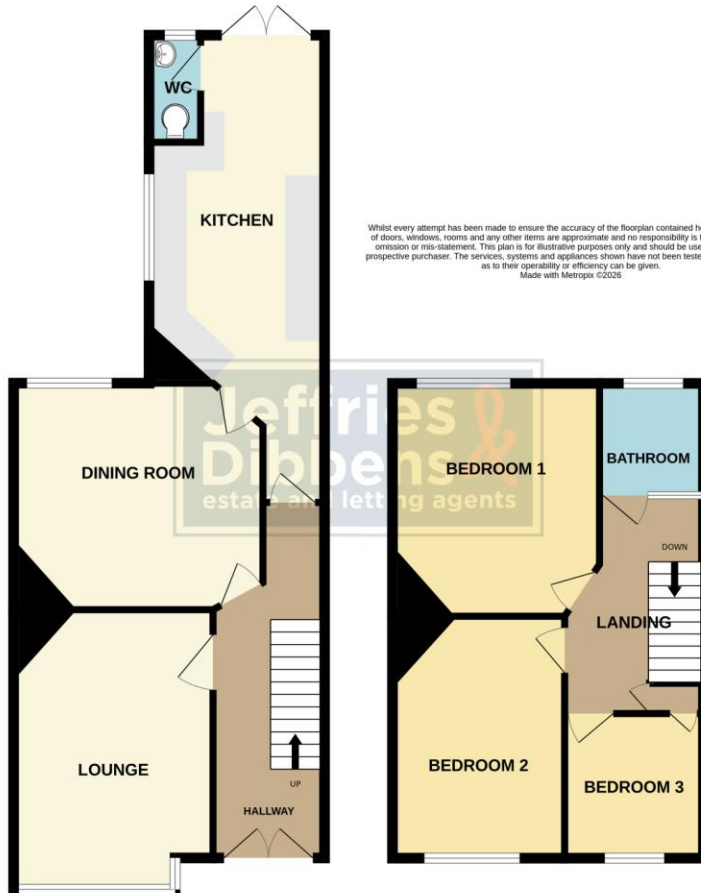 WC
KITCHEN
Whilst every attempt has been made to ensure the accuracy of the floorplan contained
of doors, windows, rooms and any other items are approximate and no responsibility is
omission or mis-statement. This plan is for illustrative purposes only and should be
prospective purchaser. The services, systems and appliances shown have not been
as to their operability or efficiency can be given.
Made with Metropix ©2026
Jeffries &
Dibbens
estate and letting agents
DINING ROOM
LOUNGE
UP
HALLWAY
BEDROOM 1
BATHROOM
DOWN
LANDING
BEDROOM 2
BEDROOM 3